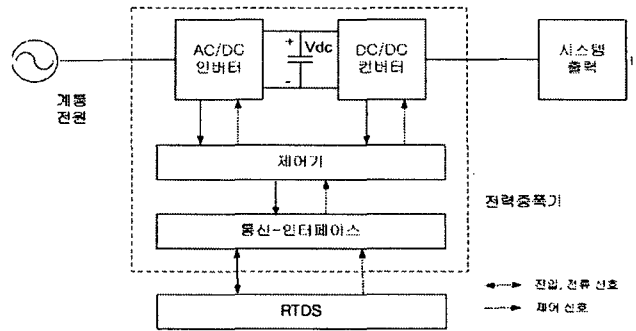 AC/DC
인버터
+
Vdc
-
DC/DC
컨버터
시스템
출력
계통
전원
제어기
전력증폭기
통신-인터페이스
전압, 전류 신호
제어 신호
RTDS